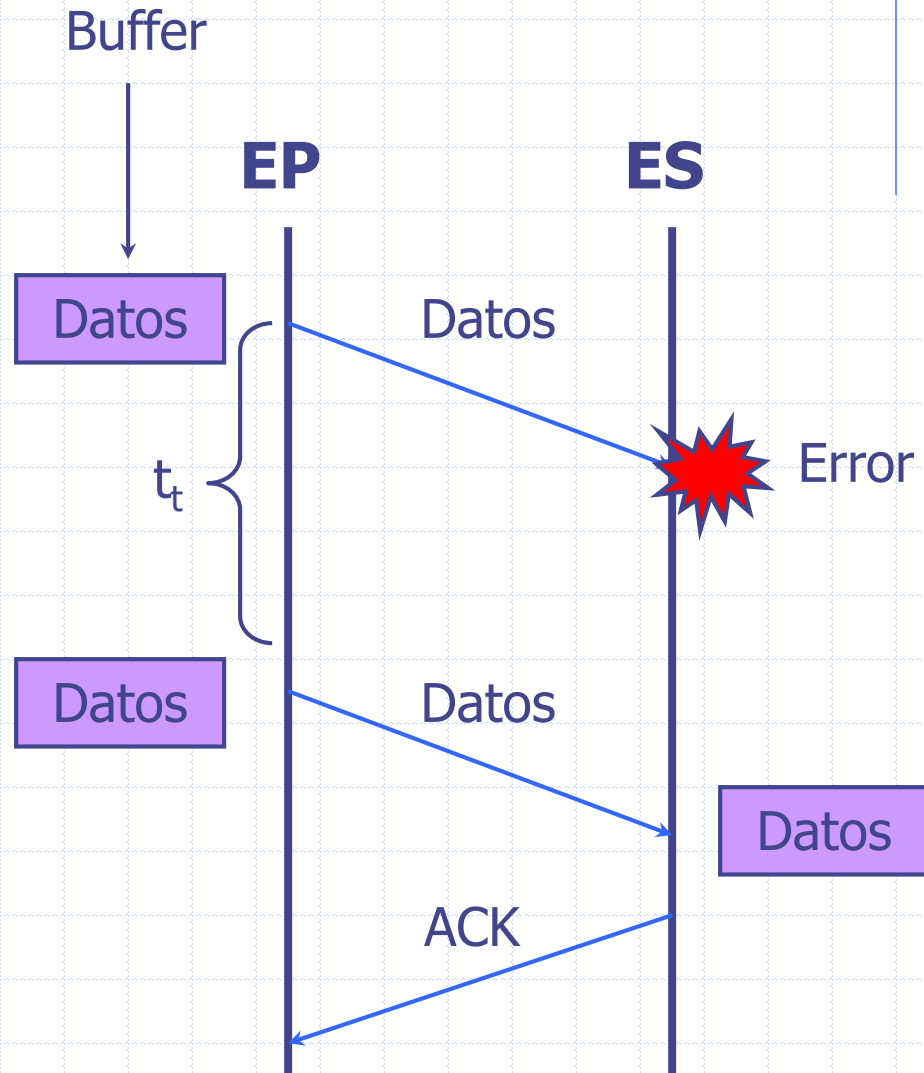 Buffer
EP
ES
Datos
Datos
Error
tt
Datos
Datos
Datos
ACK